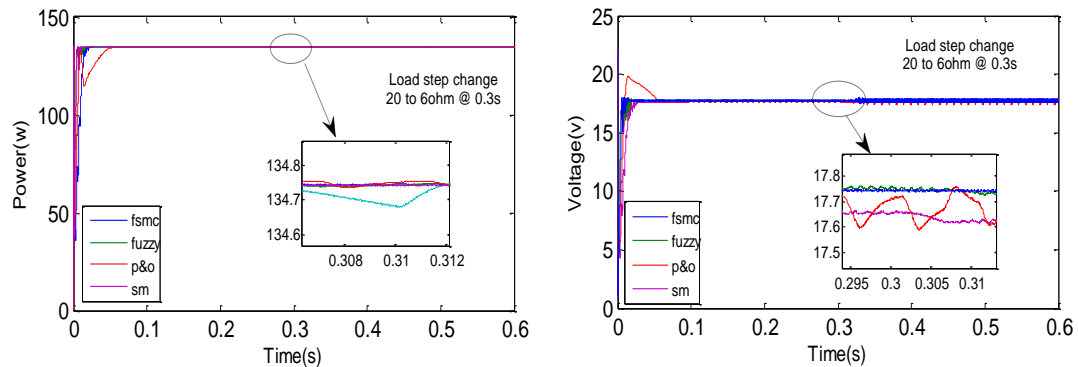 150
100
50
0
Power(w)
Load step change
20 to 6ohm @ 0.3s
134.8
134.7
134.6
0.308
0.31
0.312
fsmc
fuzzy
p&o
sm
0
0.1
0.2
0.3
0.4
0.5
0.6
Time(s)
25
20
15
10
5
0
Voltage(v)
Load step change
20 to 6ohm @ 0.3s
17.8
17.7
17.6
17.5
0.295
0.3
0.305
0.31
fsmc
fuzzy
p&o
sm
0
0.1
0.2
0.3
0.4
0.5
0.6
Time(s)